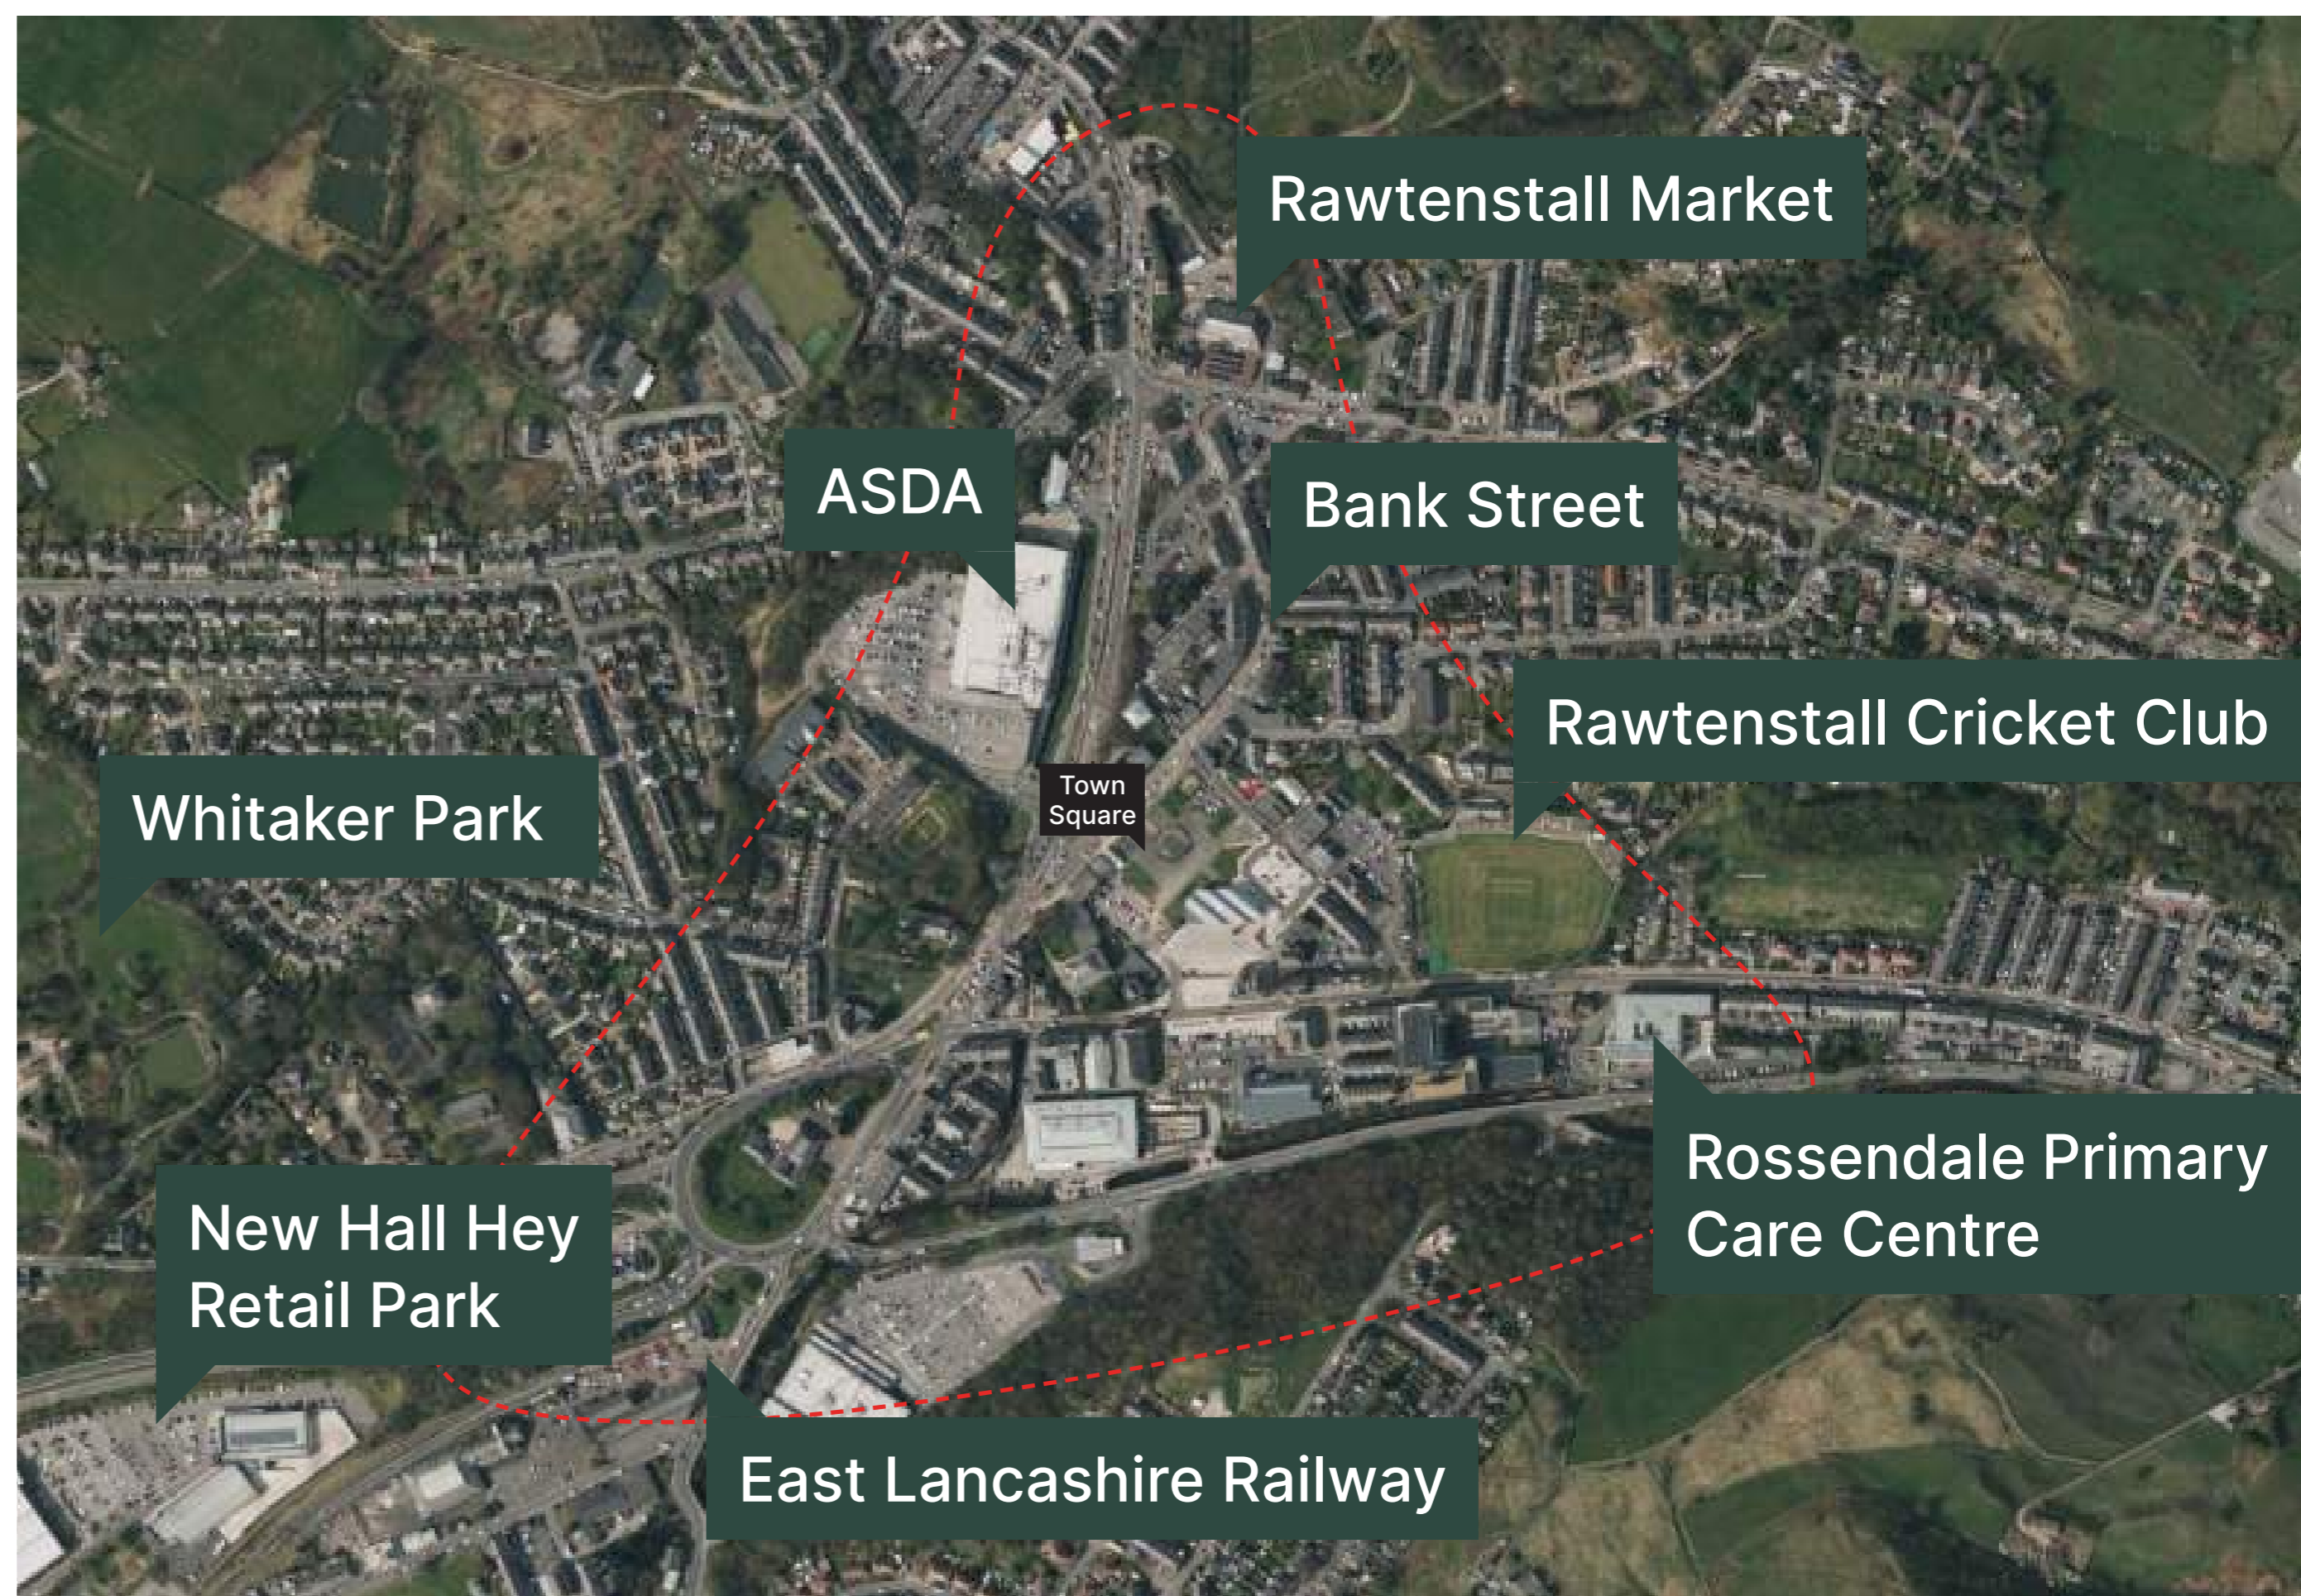 Rawtenstall Market
ASDA
Bank Street
Rawtenstall Cricket Club
Town
Square
Whitaker Park
Rossendale Primary
Care Centre
New Hall Hey
Retail Park
East Lancashire Railway